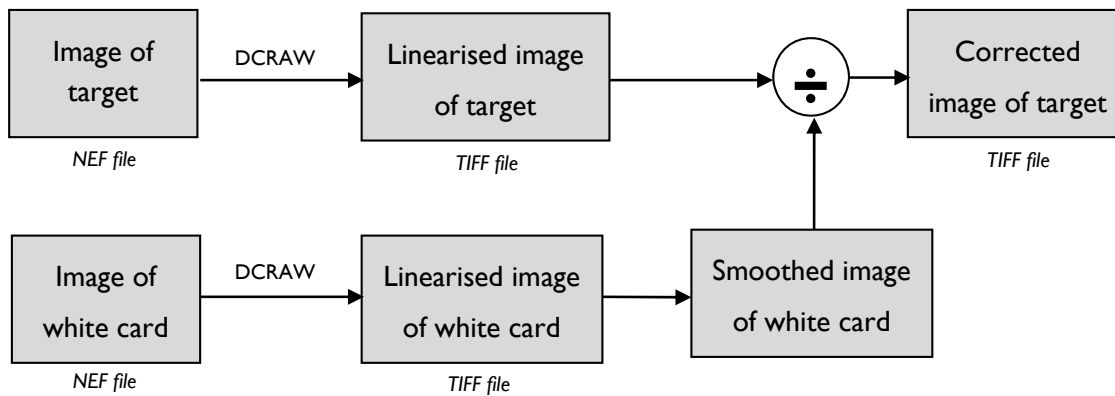 Image of
target
NEF file
DCRAW
Linearised image
of target
TIFF file
÷
Corrected
image of target
TIFF file
Image of
white card
NEF file
DCRAW
Linearised image
of white card
TIFF file
Smoothed image
of white card